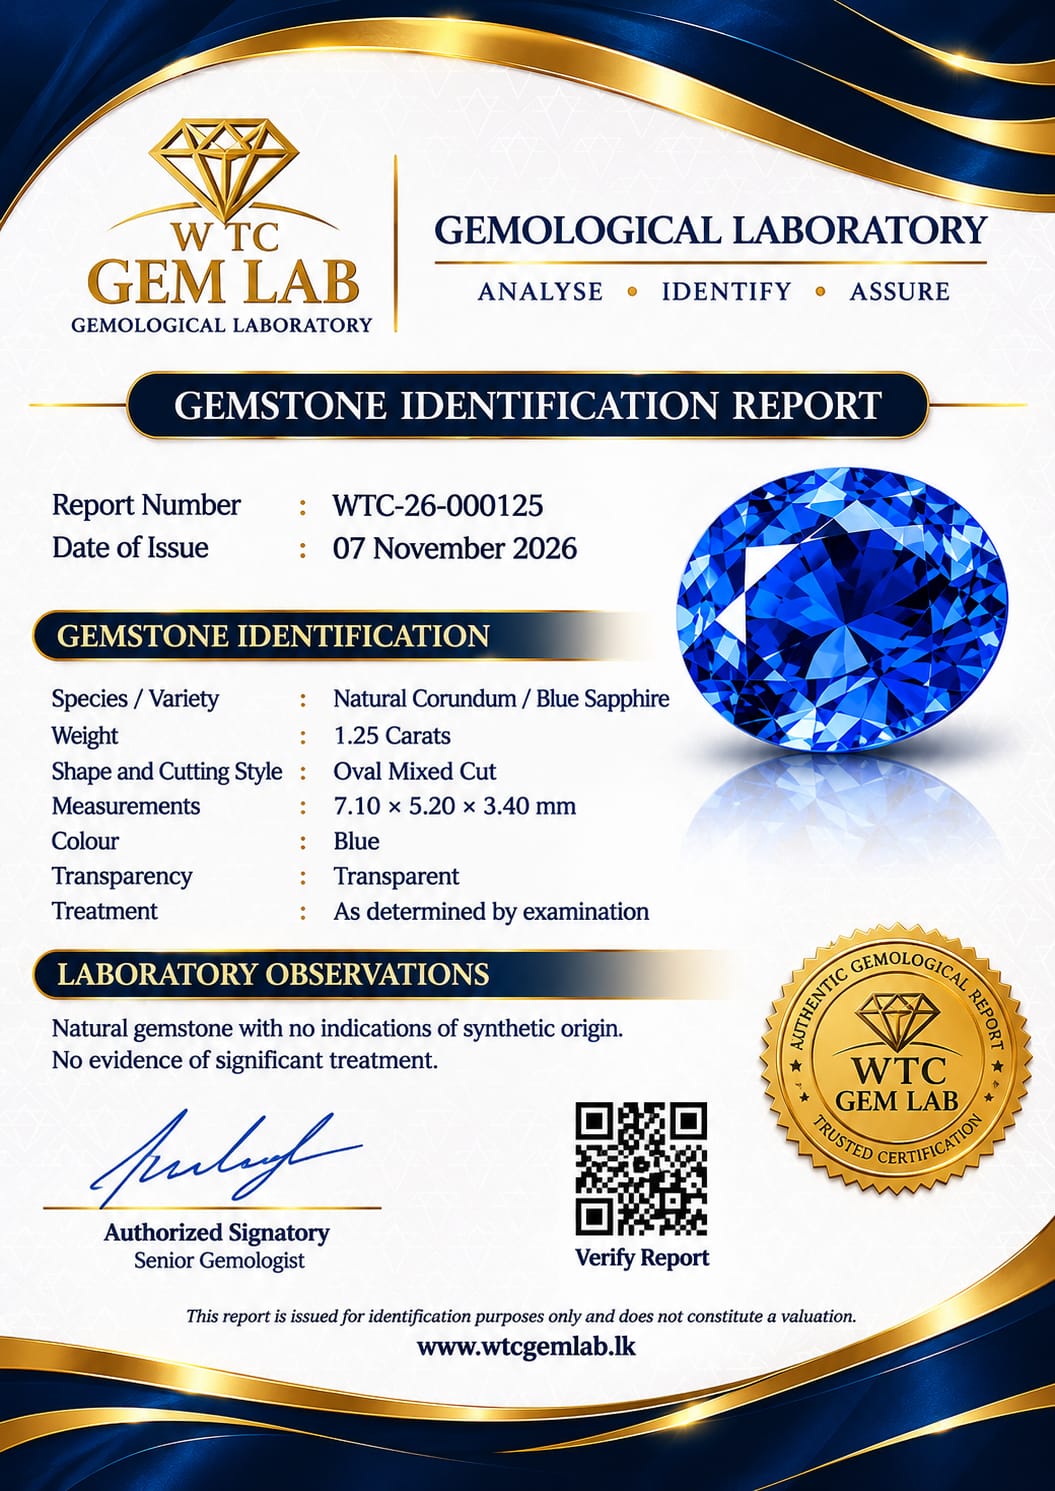 WTC
GEM LAB
GEMOLOGICAL LABORATORY
GEMOLOGICAL LABORATORY
ANALYSE • IDENTIFY • ASSURE
GEMSTONE IDENTIFICATION REPORT
Report Number : WTC-26-000125
Date of Issue : 07 November 2026
GEMSTONE IDENTIFICATION
Species / Variety : Natural Corundum / Blue Sapphire
Weight : 1.25 Carats
Shape and Cutting Style : Oval Mixed Cut
Measurements : 7.10 × 5.20 × 3.40 mm
Colour : Blue
Transparency : Transparent
Treatment : As determined by examination
LABORATORY OBSERVATIONS
Natural gemstone with no indications of synthetic origin.
No evidence of significant treatment.
AUTHENTIC GEMOLOGICAL REPORT
WTC
GEM LAB
TRUSTED CERTIFICATION
Authorized Signatory
Senior Gemologist
Verify Report
This report is issued for identification purposes only and does not constitute a valuation.
www.wtcgemlab.lk